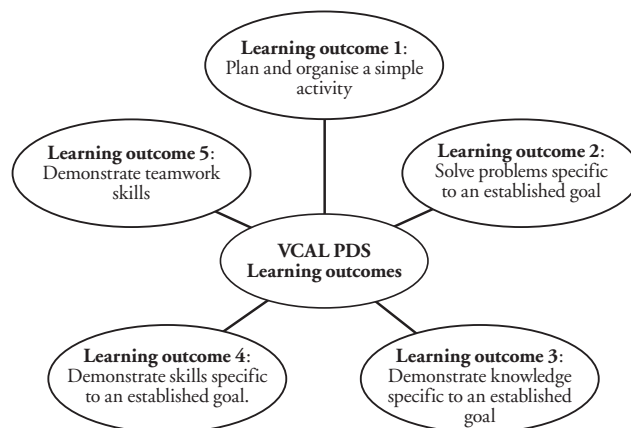 Learning outcome 1:
Plan and organise a simple
activity
Learning outcome 5:
Demonstrate teamwork
skills
Learning outcome 2:
Solve problems specific
to an established goal
VCAL PDS
Learning outcomes
Learning outcome 4:
Demonstrate skills specific
to an established goal.
Learning outcome 3:
Demonstrate knowledge
specific to an established
goal